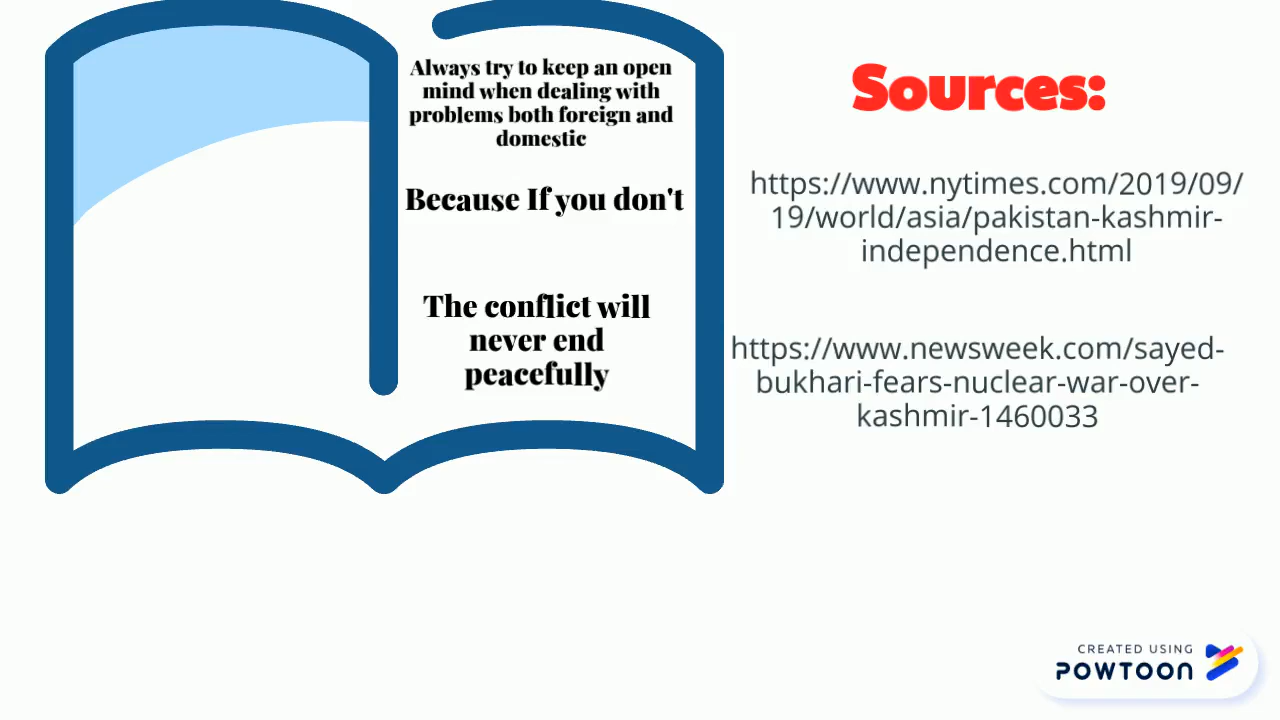 Always try to keep an open
mind when dealing with
problems both foreign and
domestic
Because If you don't
The conflict will
never end
peacefully
Sources:
https://www.nytimes.com/2019/09/
19/world/asia/pakistan-kashmir-
independence.html
https://www.newsweek.com/sayed-
bukhari-fears-nuclear-war-over-
kashmir-1460033
CREATED USING
POWTOON